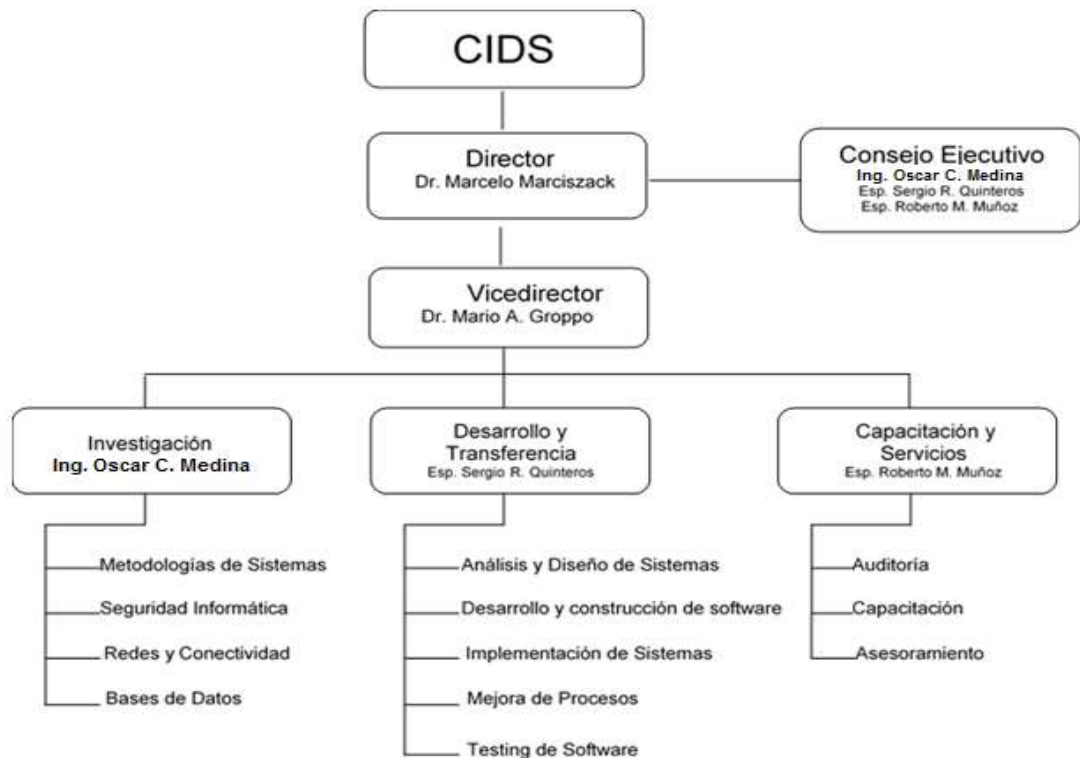 CIDS
Director
Dr. Marcelo Marciszack
Consejo Ejecutivo
Ing. Oscar C. Medina
Esp. Sergio R. Quinteros
Esp. Roberto M. Muñoz
Vicedirector
Dr. Mario A. Groppo
Investigación
Ing. Oscar C. Medina
Desarrollo y
Transferencia
Esp. Sergio R. Quinteros
Capacitación y
Servicios
Esp. Roberto M. Muñoz
Metodologías de Sistemas
Seguridad Informática
Redes y Conectividad
Bases de Datos
Análisis y Diseño de Sistemas
Desarrollo y construcción de software
Implementación de Sistemas
Mejora de Procesos
Testing de Software
Auditoría
Capacitación
Asesoramiento